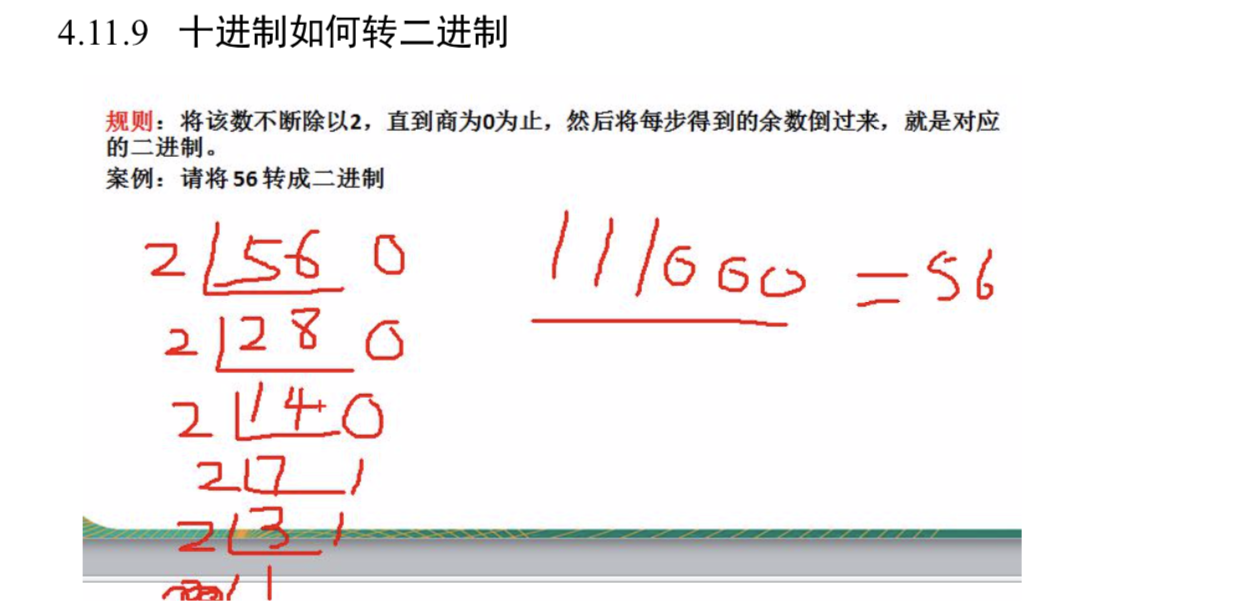 4.11.9 十进制如何转二进制
规则：将该数不断除以2，直到商为0为止，然后将每步得到的余数倒过来，就是对应
的二进制。
案例：请将 56 转成二进制
2 56 0
2 28 0
2 14 0
2 7 1
2 3 1
1
111000 = 56